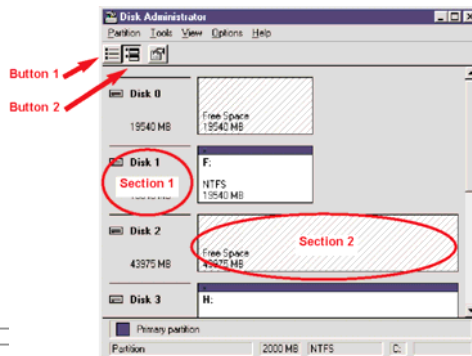 Disk Administrator
Partition Tools View Options Help
Button 1
Button 2
Disk 0
19540 MB
Free Space
19540 MB
Disk 1
Section 1
F:
NTFS
19540 MB
Disk 2
43975 MB
Free Space
43975 MB
Section 2
Disk 3
H:
Primary partition
Partition 2000 MB NTFS C: